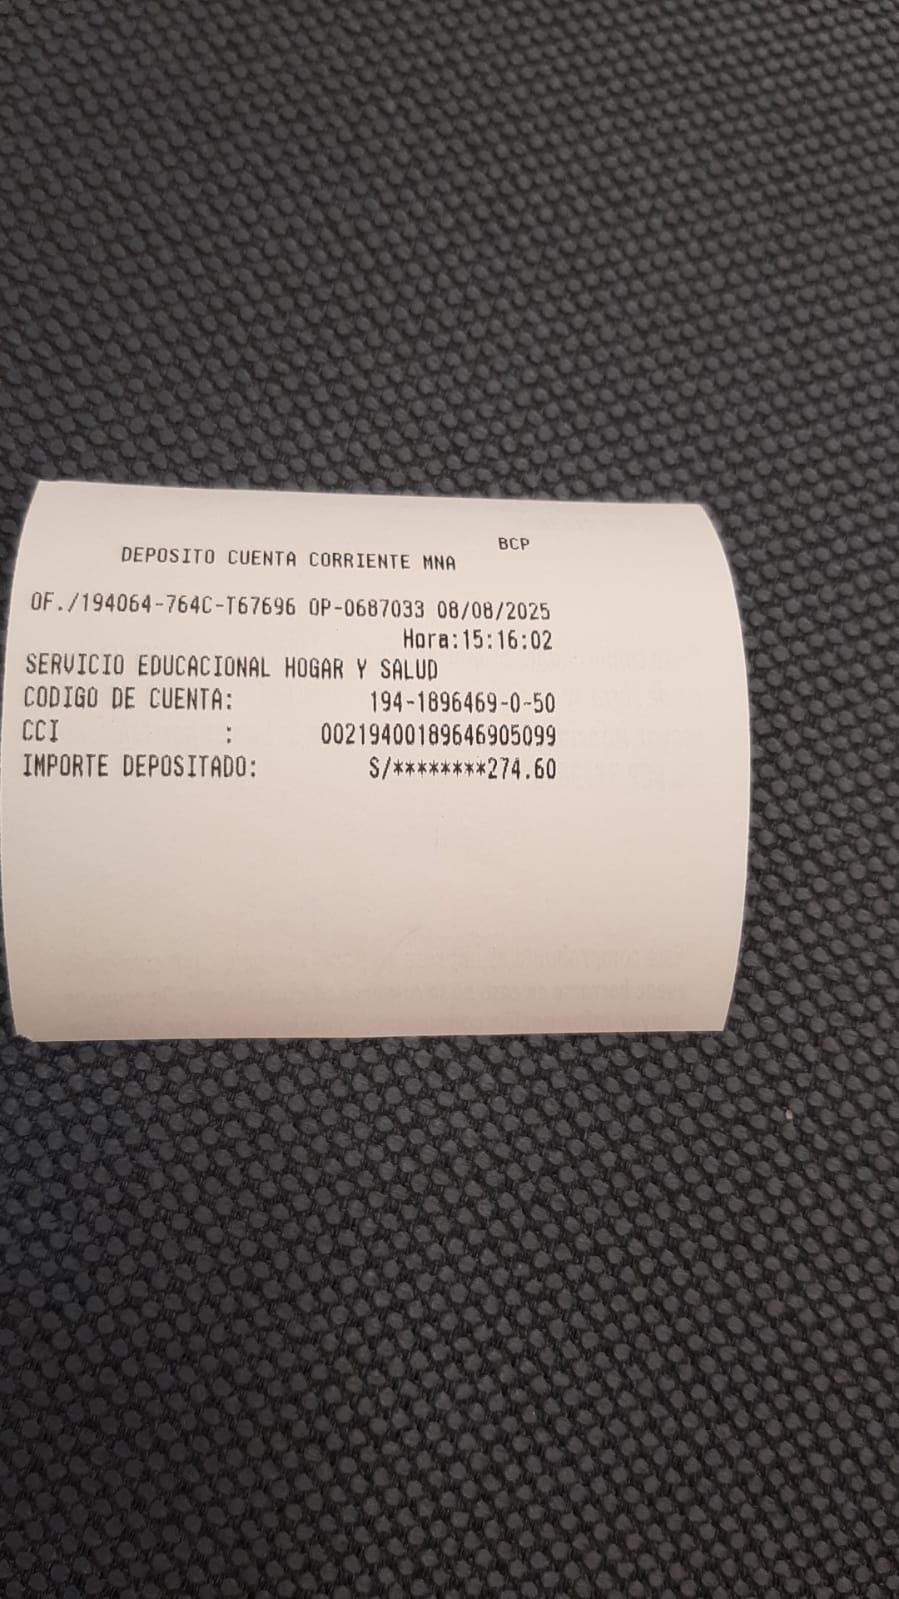 BCP
DEPOSITO CUENTA CORRIENTE MNA
OF./194064-764C-T67696 OP-0687033 08/08/2025
Hora:15:16:02
SERVICIO EDUCACIONAL HOGAR Y SALUD
CODIGO DE CUENTA: 194-1896469-0-50
CCI : 00219400189646905099
IMPORTE DEPOSITADO: S/********274.60